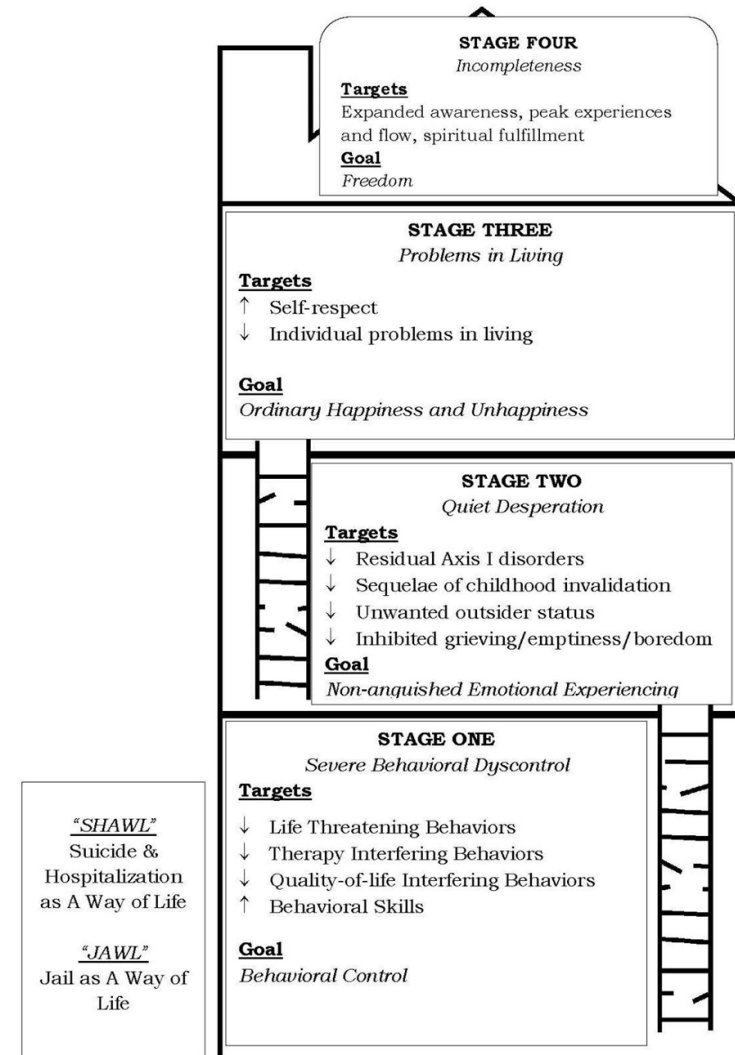 STAGE FOUR
Incompleteness
Targets
Expanded awareness, peak experiences
and flow, spiritual fulfillment
Goal
Freedom
STAGE THREE
Problems in Living
Targets
↑ Self-respect
↓ Individual problems in living
Goal
Ordinary Happiness and Unhappiness
STAGE TWO
Quiet Desperation
Targets
↓ Residual Axis I disorders
↓ Sequelae of childhood invalidation
↓ Unwanted outsider status
↓ Inhibited grieving/emptiness/boredom
Goal
Non-anguished Emotional Experiencing
STAGE ONE
Severe Behavioral Dyscontrol
Targets
↓ Life Threatening Behaviors
↓ Therapy Interfering Behaviors
↓ Quality-of-life Interfering Behaviors
↑ Behavioral Skills
Goal
Behavioral Control
“SHAWL”
Suicide &
Hospitalization
as A Way of Life
“JAWL”
Jail as A Way of
Life